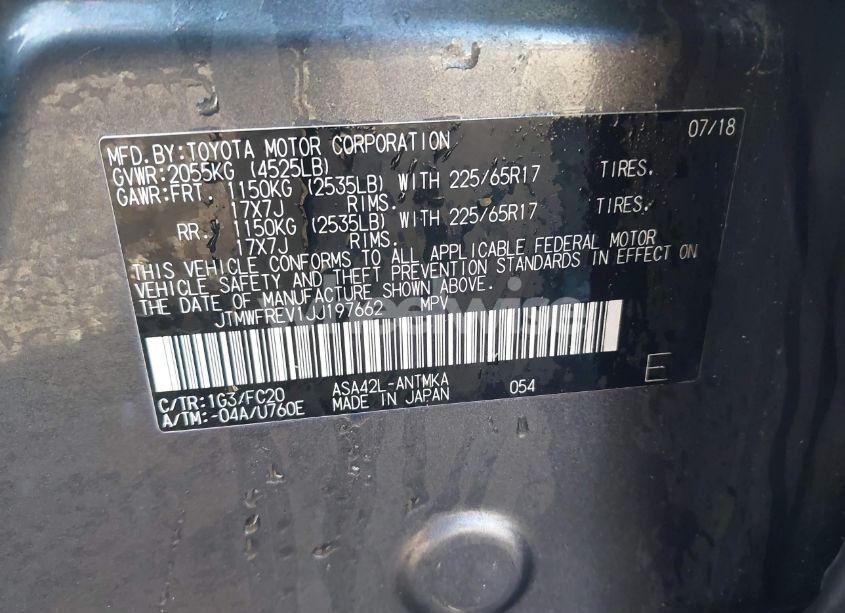 07/18
MFD.BY:TOYOTA MOTOR CORPORATION
GVWR:2055KG (4525LB)
GAWR:FRT. 1150KG (2535LB) WITH 225/65R17 TIRES.
17X7J RIMS.
RR. 1150KG (2535LB) WITH 225/65R17 TIRES.
17X7J RIMS.
THIS VEHICLE CONFORMS TO ALL APPLICABLE FEDERAL MOTOR
VEHICLE SAFETY AND THEFT PREVENTION STANDARDS IN EFFECT ON
THE DATE OF MANUFACTURE SHOWN ABOVE.
JTMWFREV1JJ197662 MPV
C/TR:1G3/FC20 ASA42L-ANTMKA 054 E
A/TM:-04A/U760E MADE IN JAPAN